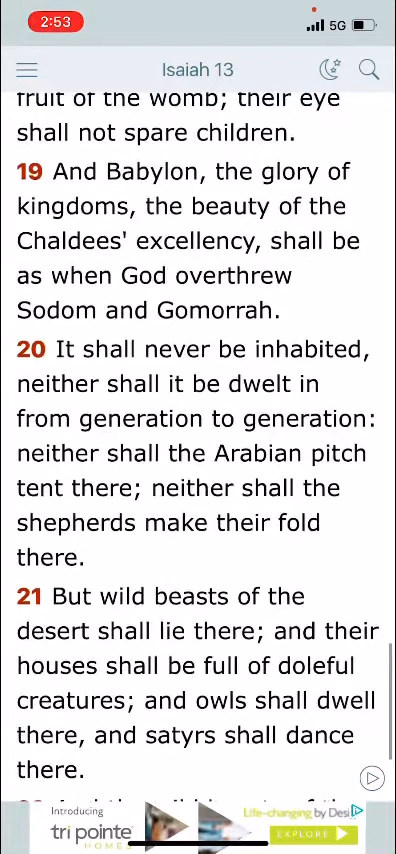 2:53
5G
Isaiah 13
fruit of the womb; their eye
shall not spare children.
19 And Babylon, the glory of
kingdoms, the beauty of the
Chaldees' excellency, shall be
as when God overthrew
Sodom and Gomorrah.
20 It shall never be inhabited,
neither shall it be dwelt in
from generation to generation:
neither shall the Arabian pitch
tent there; neither shall the
shepherds make their fold
there.
21 But wild beasts of the
desert shall lie there; and their
houses shall be full of doleful
creatures; and owls shall dwell
there, and satyrs shall dance
there.
Introducing
tri pointe
HOMES
Life-changing by Desi
EXPLORE